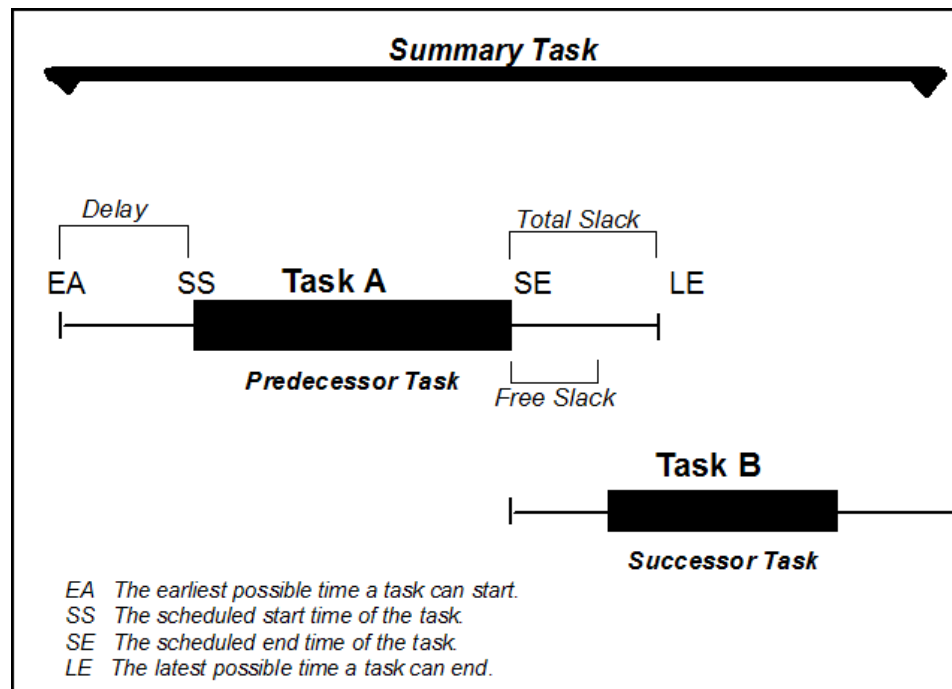 Summary Task
Delay
Total Slack
EA SS Task A SE LE
Predecessor Task
Free Slack
Task B
Successor Task
EA The earliest possible time a task can start.
SS The scheduled start time of the task.
SE The scheduled end time of the task.
LE The latest possible time a task can end.